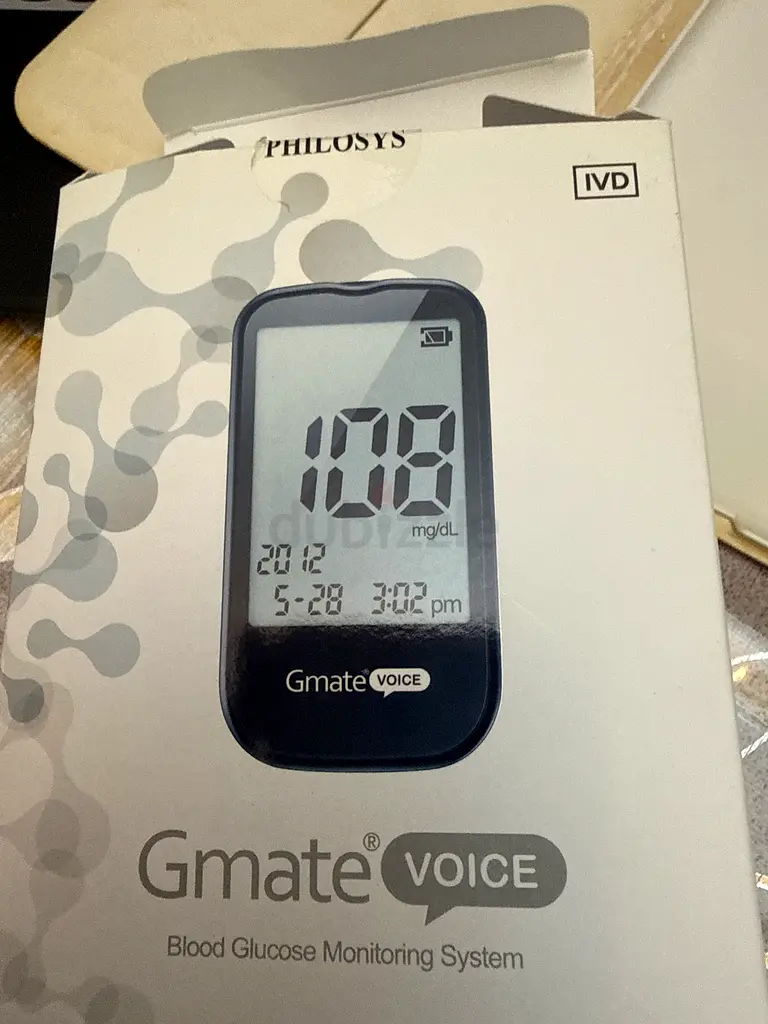 PHILOSYS
IVD
108
mg/dL
dubizzle
2012
5-28 3:02 pm
Gmate® VOICE
Gmate® VOICE
Blood Glucose Monitoring System